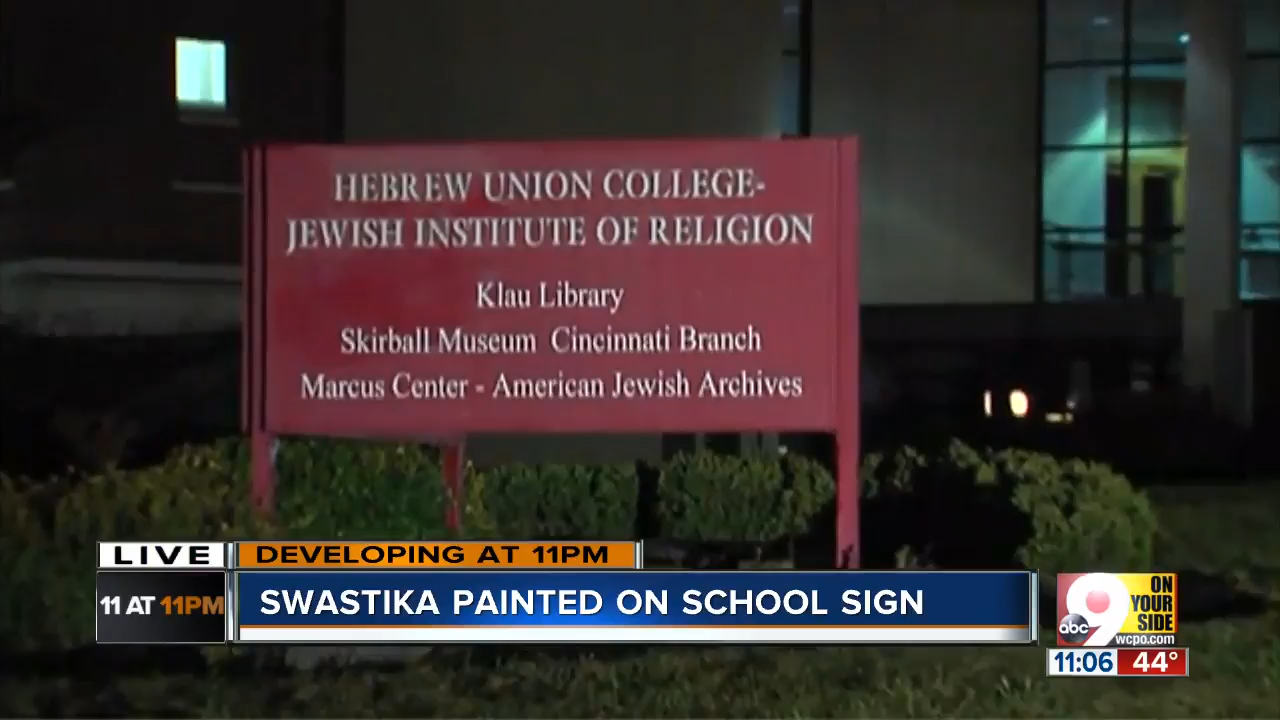 HEBREW UNION COLLEGE-
JEWISH INSTITUTE OF RELIGION
Klau Library
Skirball Museum Cincinnati Branch
Marcus Center - American Jewish Archives
LIVE
DEVELOPING AT 11PM
11 AT 11PM
SWASTIKA PAINTED ON SCHOOL SIGN
9
abc
ON
YOUR
SIDE
wcpo.com
11:06 44°